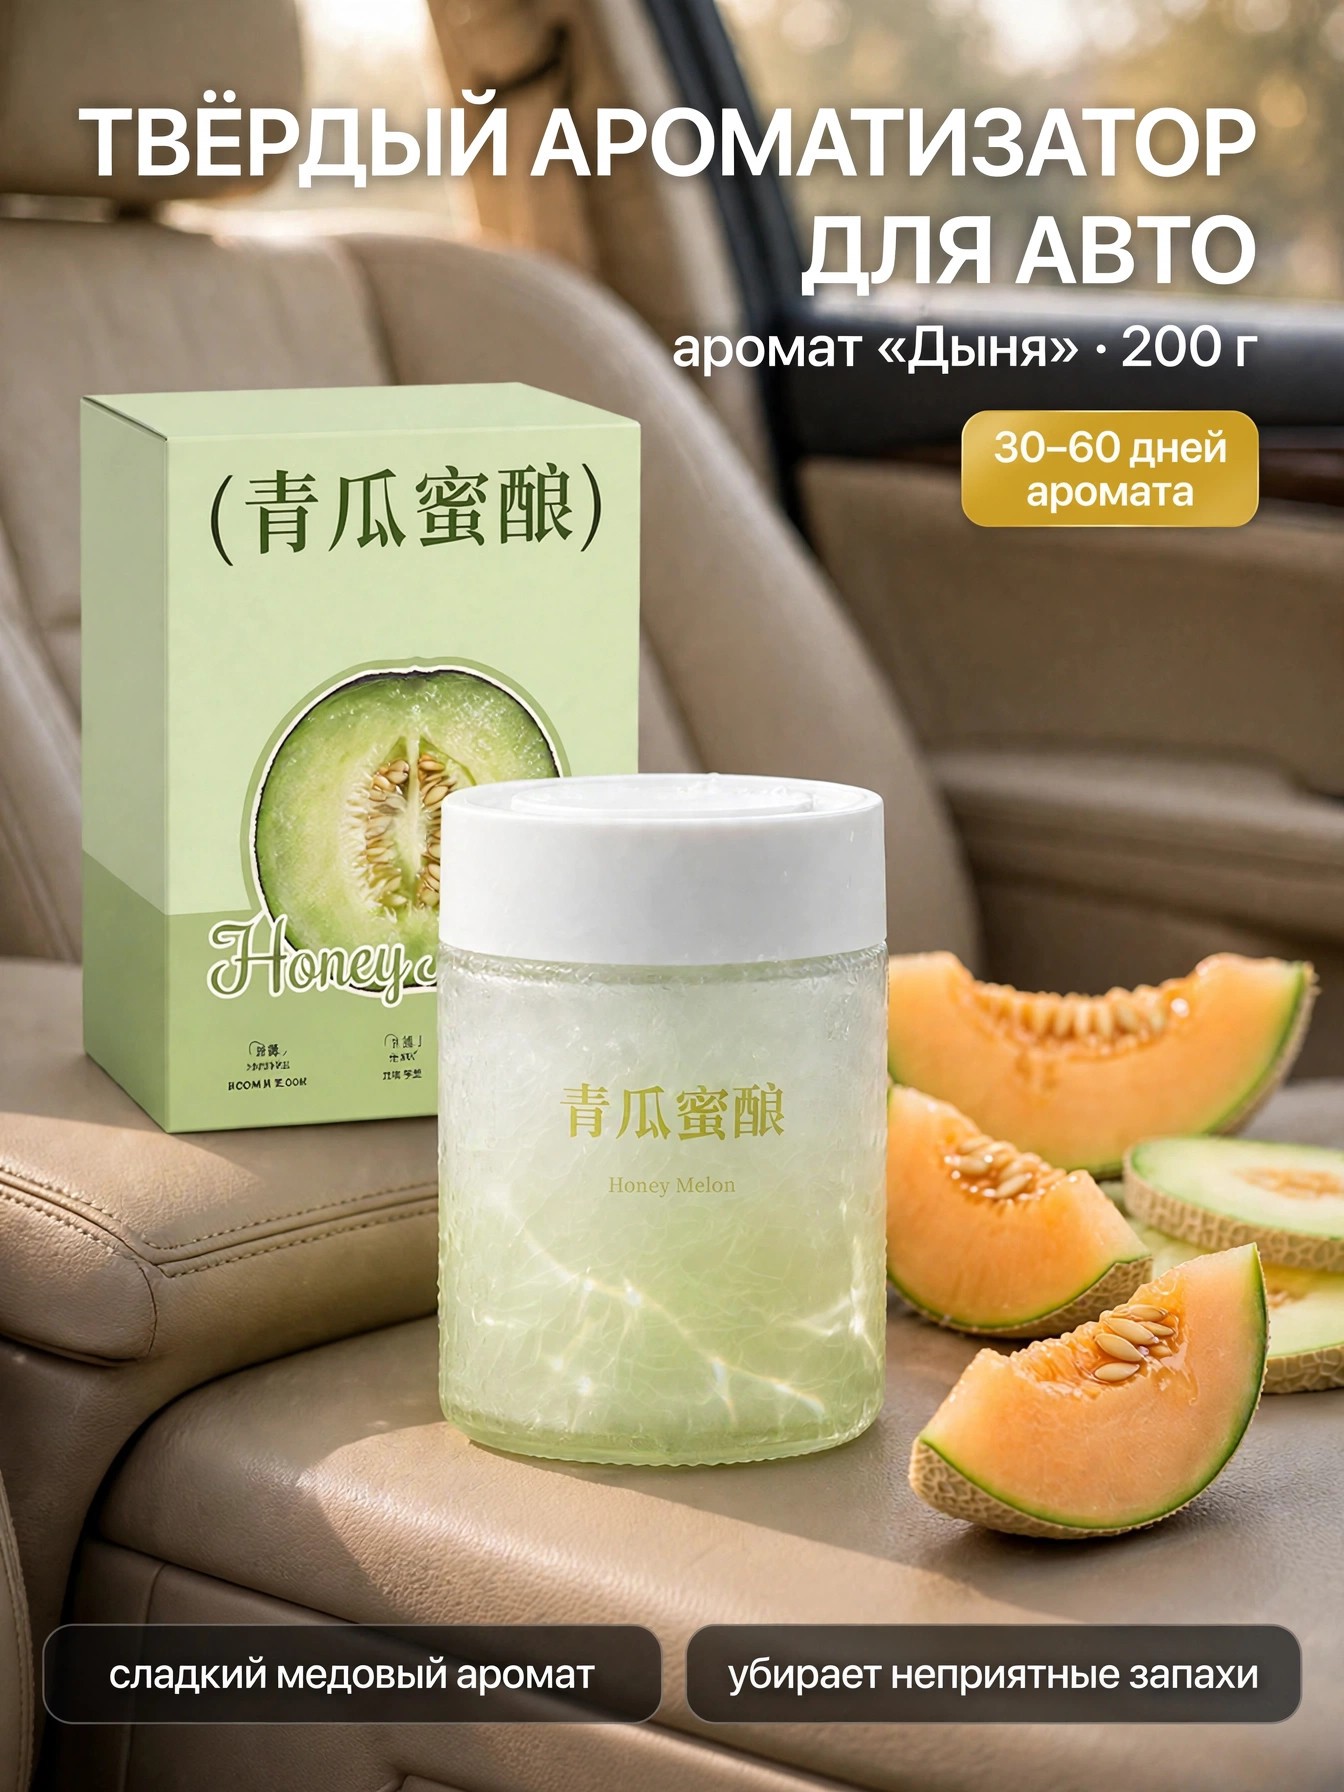 ТВЁРДЫЙ АРОМАТИЗАТОР
ДЛЯ АВТО
аромат «Дыня» · 200 г
30–60 дней
аромата
(青瓜蜜酿)
Honey
青瓜蜜酿
Honey Melon
сладкий медовый аромат
убирает неприятные запахи